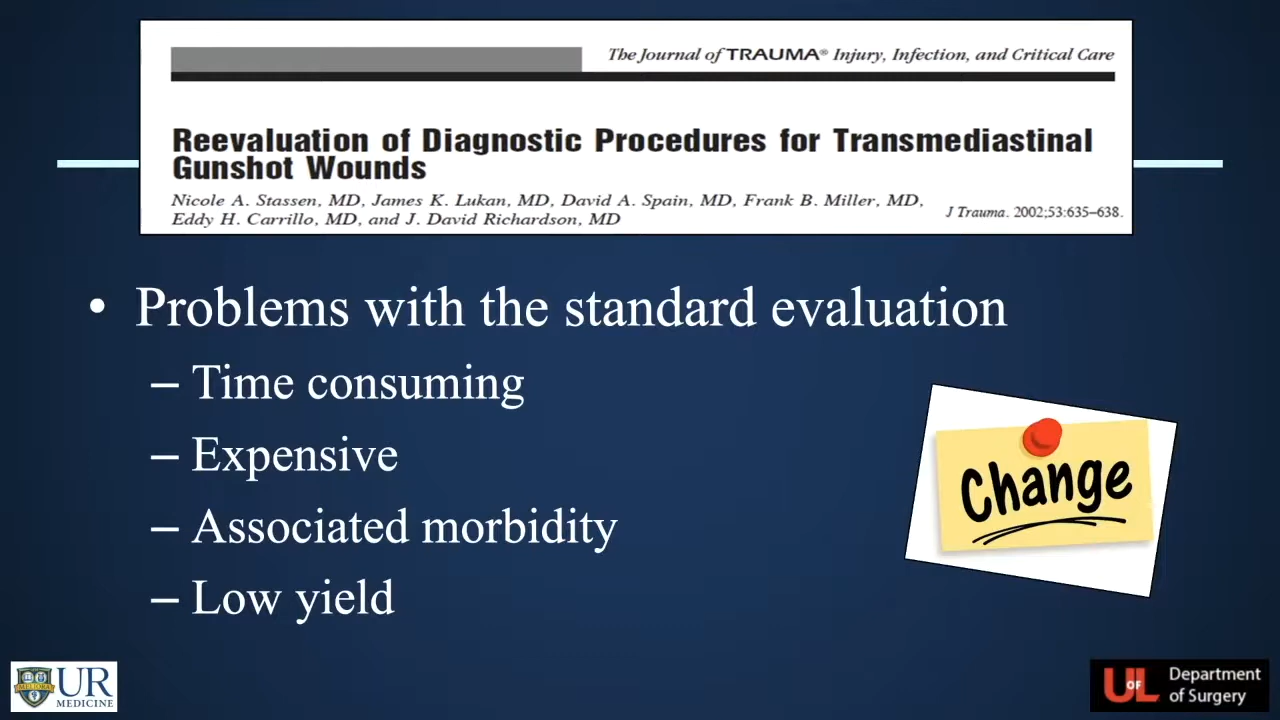 The Journal of TRAUMA® Injury, Infection, and Critical Care
Reevaluation of Diagnostic Procedures for Transmediastinal
Gunshot Wounds
Nicole A. Stassen, MD, James K. Lukan, MD, David A. Spain, MD, Frank B. Miller, MD,
Eddy H. Carrillo, MD, and J. David Richardson, MD
J Trauma. 2002;53:635–638.
• Problems with the standard evaluation
– Time consuming
– Expensive
– Associated morbidity
– Low yield
Change
MELIORA
UR
MEDICINE
UofL
Department
of Surgery